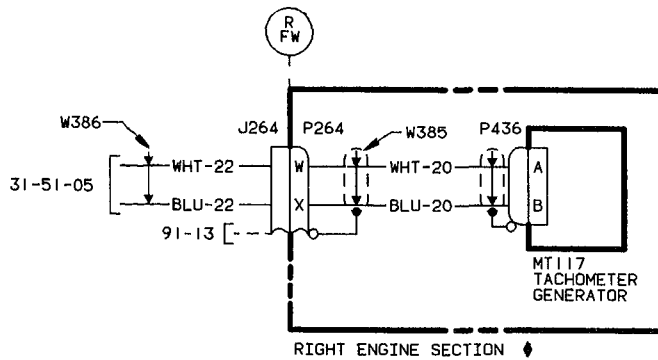 R
FW
W386
J264
P264
W385
P436
WHT-22
W
WHT-20
A
31-51-05
BLU-22
X
BLU-20
B
91-13
MT117
TACHOMETER
GENERATOR
RIGHT ENGINE SECTION